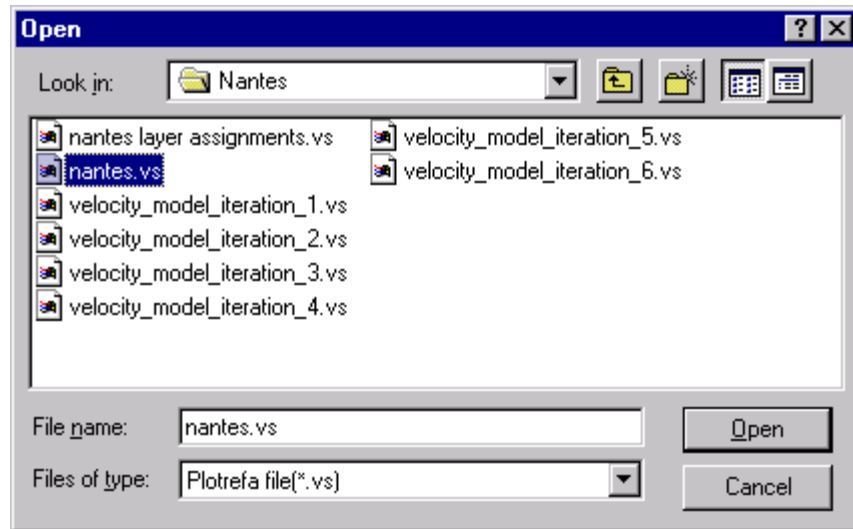 Open
Look in: Nantes
nantes layer assignments.vs velocity_model_iteration_5.vs
nantes.vs velocity_model_iteration_6.vs
velocity_model_iteration_1.vs
velocity_model_iteration_2.vs
velocity_model_iteration_3.vs
velocity_model_iteration_4.vs
File name: nantes.vs Open
Files of type: Plotrefa file(*.vs) Cancel